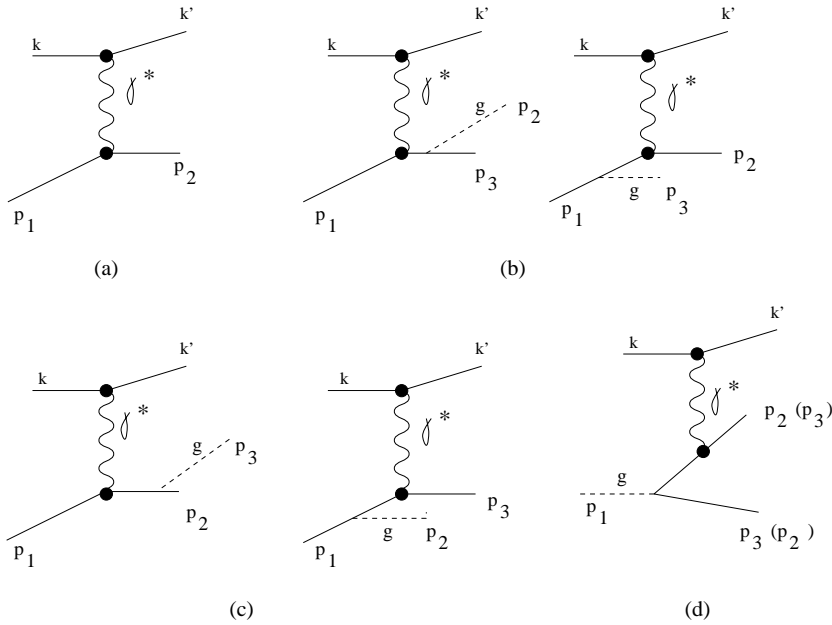 k
k'
γ *
p1
p2
(a)
k
k'
γ *
g
p2
p3
p1
k
k'
γ *
p2
g
p3
p1
(b)
k
k'
γ *
g
p3
p2
p1
k
k'
γ *
p3
g
p2
p1
(c)
k
k'
γ *
p2 (p3)
g
p1
p3 (p2)
(d)